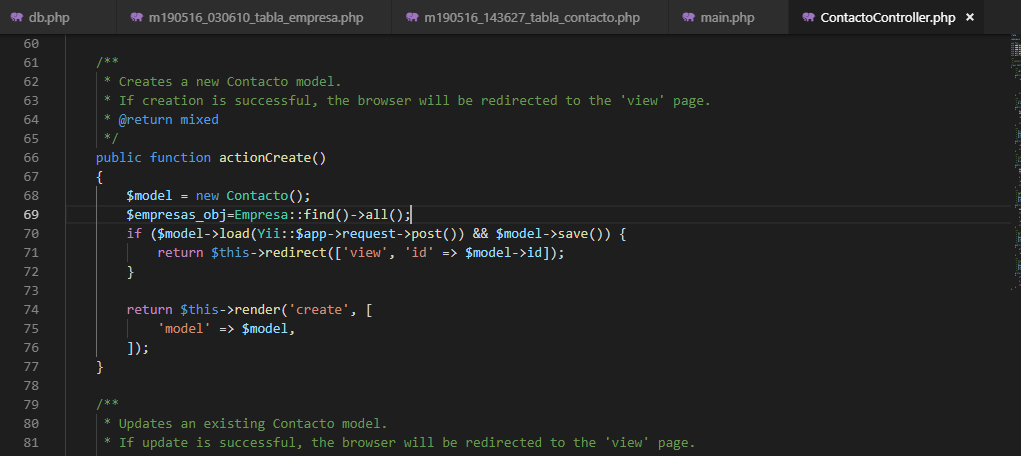 db.php
m190516_030610_tabla_empresa.php
m190516_143627_tabla_contacto.php
main.php
ContactoController.php ×
60
61 /**
62 * Creates a new Contacto model.
63 * If creation is successful, the browser will be redirected to the 'view' page.
64 * @return mixed
65 */
66 public function actionCreate()
67 {
68 $model = new Contacto();
69 $empresas_obj=Empresa::find()->all();
70 if ($model->load(Yii::$app->request->post()) && $model->save()) {
71 return $this->redirect(['view', 'id' => $model->id]);
72 }
73
74 return $this->render('create', [
75 'model' => $model,
76 ]);
77 }
78
79 /**
80 * Updates an existing Contacto model.
81 * If update is successful, the browser will be redirected to the 'view' page.